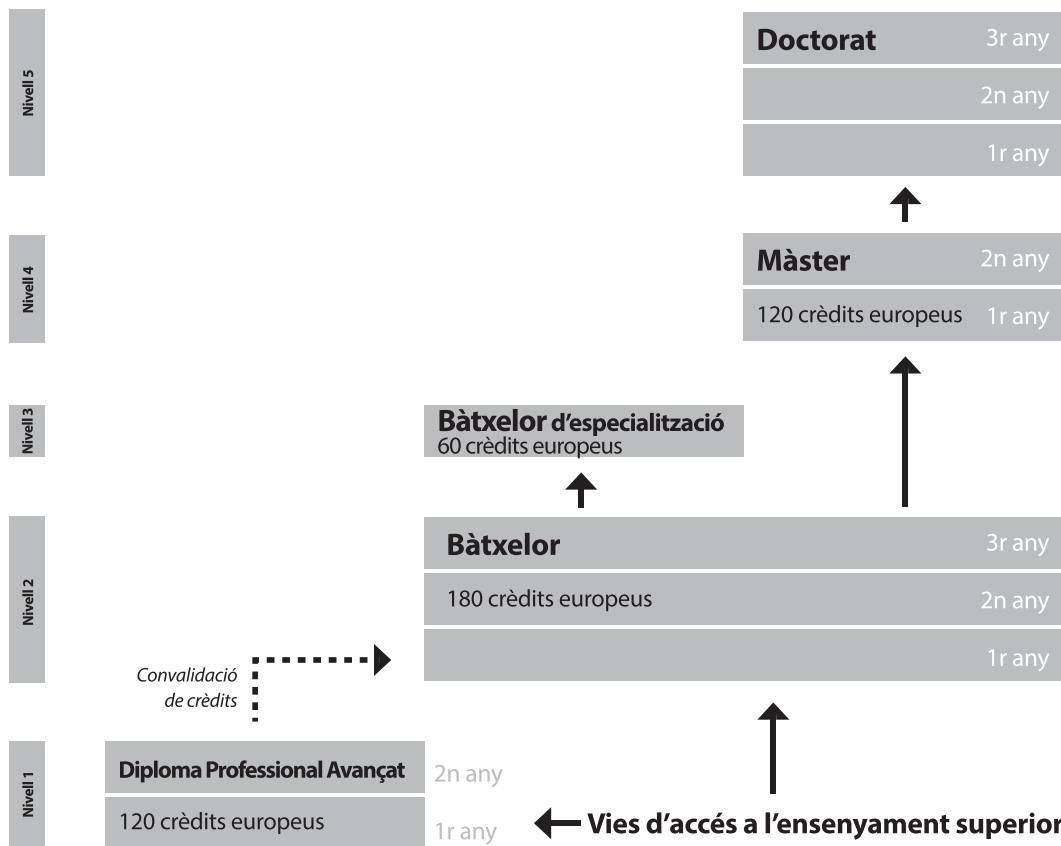 Nivell 5
Doctorat 3r any
2n any
1r any
Nivell 4
Màster 2n any
120 crèdits europeus 1r any
Nivell 3
Bàtxelor d'especialització
60 crèdits europeus
Nivell 2
Bàtxelor 3r any
180 crèdits europeus 2n any
1r any
Convalidació
de crèdits
Nivell 1
Diploma Professional Avançat 2n any
120 crèdits europeus 1r any
Vies d'accés a l'ensenyament superior